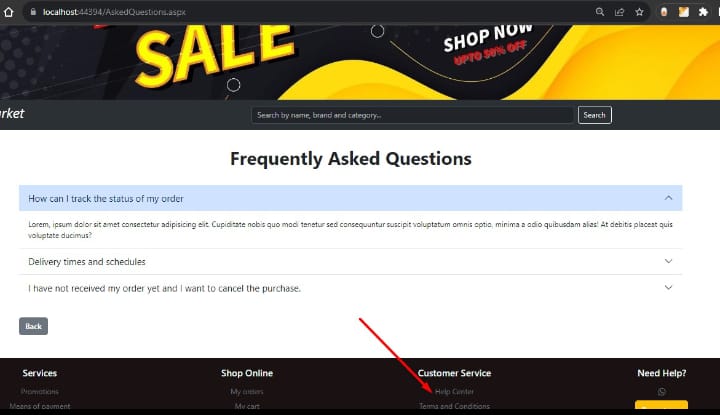 localhost:44394/AskedQuestions.aspx
SALE
SHOP NOW
UPTO 50% OFF
rket
Search by name, brand and category...
Search
Frequently Asked Questions
How can I track the status of my order
Lorem, ipsum dolor sit amet consectetur adipisicing elit. Cupiditate nobis quo modi tenetur sed consequuntur suscipit voluptatum omnis optio, minima a odio quibusdam alias! At debitis placeat quis
voluptate ducimus?
Delivery times and schedules
I have not received my order yet and I want to cancel the purchase.
Back
Services
Shop Online
Customer Service
Need Help?
Promotions
My orders
Help Center
Means of payment
My cart
Terms and Conditions